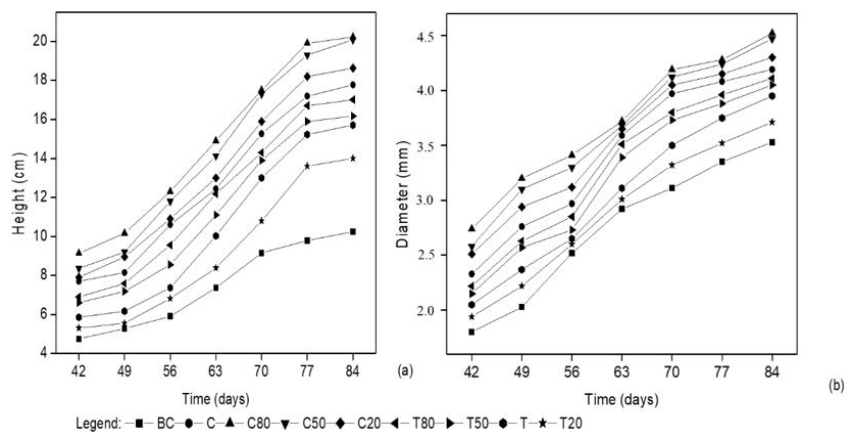 20
18
16
14
12
10
8
6
4
Height (cm)
42 49 56 63 70 77 84
Time (days)
(a)
4.5
4.0
3.5
3.0
2.5
2.0
Diameter (mm)
42 49 56 63 70 77 84
Time (days)
(b)
Legend: BC C C80 C50 C20 T80 T50 T T20